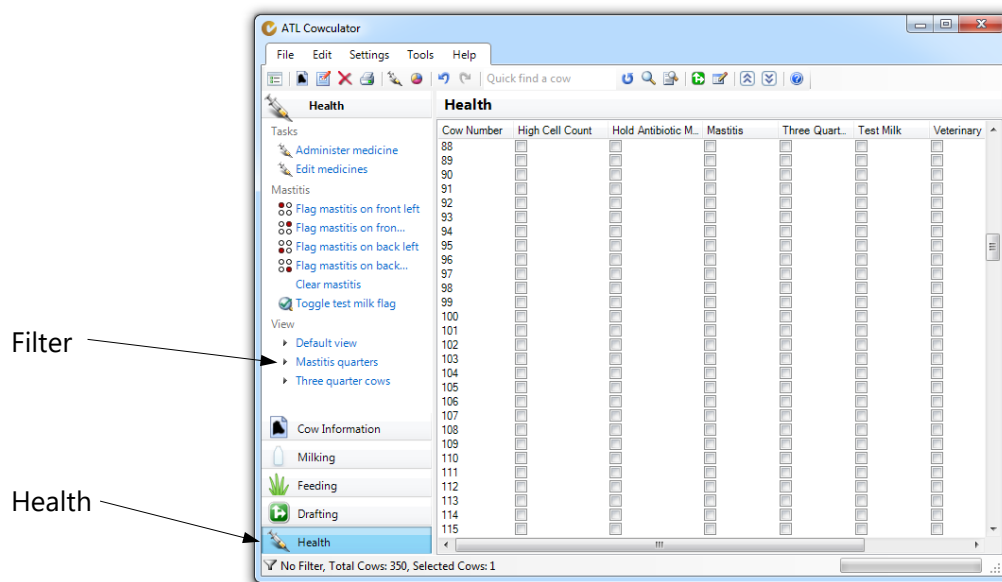 ATL Cowculator
File Edit Settings Tools Help
Quick find a cow
Health
Tasks
Administer medicine
Edit medicines
Mastitis
Flag mastitis on front left
Flag mastitis on fron...
Flag mastitis on back left
Flag mastitis on back...
Clear mastitis
Toggle test milk flag
View
Default view
Mastitis quarters
Three quarter cows
Cow Information
Milking
Feeding
Drafting
Health
Health
Cow Number High Cell Count Hold Antibiotic M... Mastitis Three Quart... Test Milk Veterinary
88
89
90
91
92
93
94
95
96
97
98
99
100
101
102
103
104
105
106
107
108
109
110
111
112
113
114
115
No Filter, Total Cows: 350, Selected Cows: 1
Filter
Health